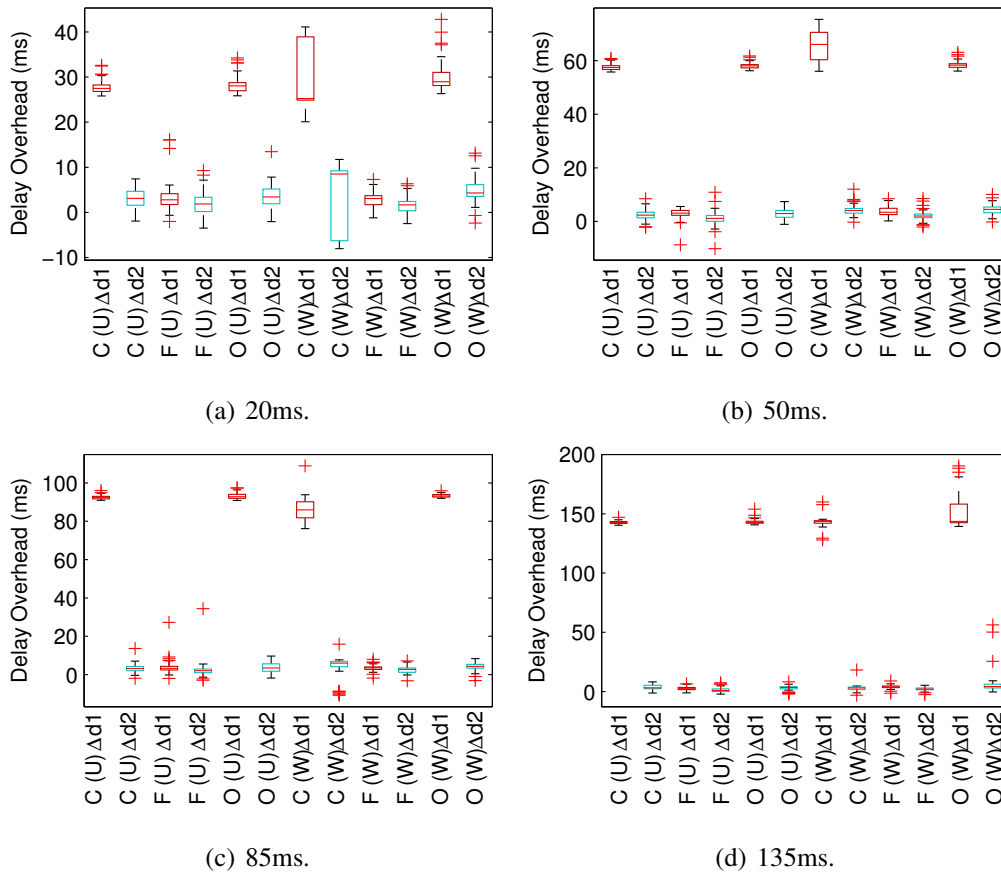 Delay Overhead (ms)
40
30
20
10
0
−10
C (U) Δd1
C (U) Δd2
F (U) Δd1
F (U) Δd2
O (U) Δd1
O (U) Δd2
C (W)Δd1
C (W)Δd2
F (W)Δd1
F (W)Δd2
O (W)Δd1
O (W)Δd2
(a) 20ms.
Delay Overhead (ms)
60
40
20
0
C (U) Δd1
C (U) Δd2
F (U) Δd1
F (U) Δd2
O (U) Δd1
O (U) Δd2
C (W)Δd1
C (W)Δd2
F (W)Δd1
F (W)Δd2
O (W)Δd1
O (W)Δd2
(b) 50ms.
Delay Overhead (ms)
100
80
60
40
20
0
C (U) Δd1
C (U) Δd2
F (U) Δd1
F (U) Δd2
O (U) Δd1
O (U) Δd2
C (W)Δd1
C (W)Δd2
F (W)Δd1
F (W)Δd2
O (W)Δd1
O (W)Δd2
(c) 85ms.
Delay Overhead (ms)
200
150
100
50
0
C (U) Δd1
C (U) Δd2
F (U) Δd1
F (U) Δd2
O (U) Δd1
O (U) Δd2
C (W)Δd1
C (W)Δd2
F (W)Δd1
F (W)Δd2
O (W)Δd1
O (W)Δd2
(d) 135ms.